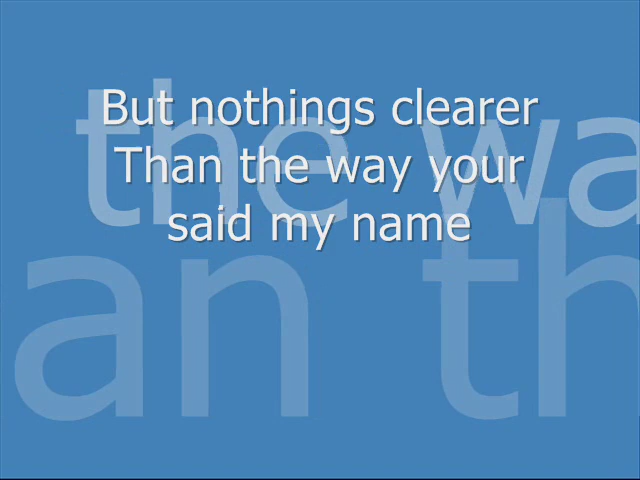 But nothings clearer
Than the way your
said my name
the wa
an th